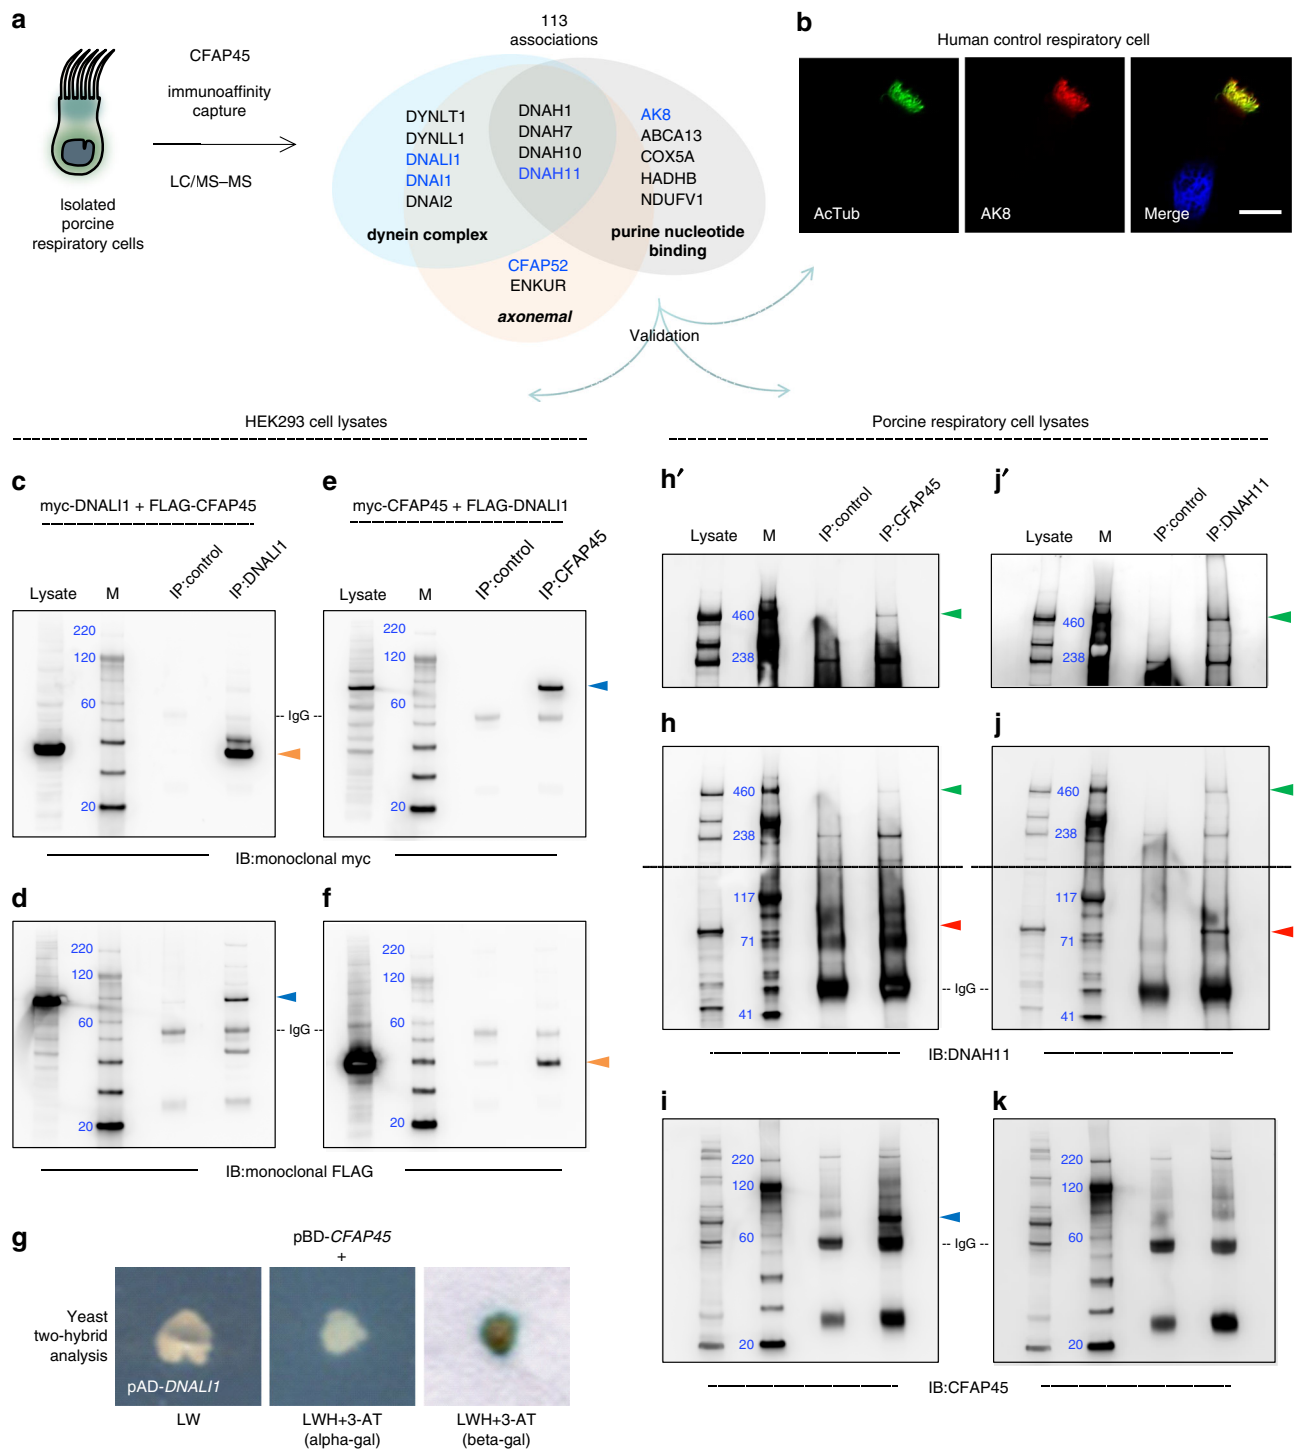 a
CFAP45
immunoaffinity
capture
LC/MS–MS
Isolated
porcine
respiratory cells
113
associations
DYNLT1
DYNLL1
DNALI1
DNAI1
DNAI2
dynein complex
DNAH1
DNAH7
DNAH10
DNAH11
AK8
ABCA13
COX5A
HADHB
NDUFV1
purine nucleotide
binding
CFAP52
ENKUR
axonemal
Validation
b
Human control respiratory cell
AcTub
AK8
Merge
HEK293 cell lysates
Porcine respiratory cell lysates
c
myc-DNALI1 + FLAG-CFAP45
Lysate
M
IP:control
IP:DNALI1
220
120
60
20
-- IgG --
e
myc-CFAP45 + FLAG-DNALI1
Lysate
M
IP:control
IP:CFAP45
220
120
60
20
IB:monoclonal myc
d
220
120
60
20
-- IgG --
f
220
120
60
20
IB:monoclonal FLAG
g
pBD-CFAP45
+
Yeast
two-hybrid
analysis
pAD-DNALI1
LW
LWH+3-AT
(alpha-gal)
LWH+3-AT
(beta-gal)
h′
Lysate
M
IP:control
IP:CFAP45
460
238
j′
Lysate
M
IP:control
IP:DNAH11
460
238
h
460
238
117
71
41
-- IgG --
j
460
238
117
71
41
IB:DNAH11
i
220
120
60
20
-- IgG --
k
220
120
60
20
IB:CFAP45